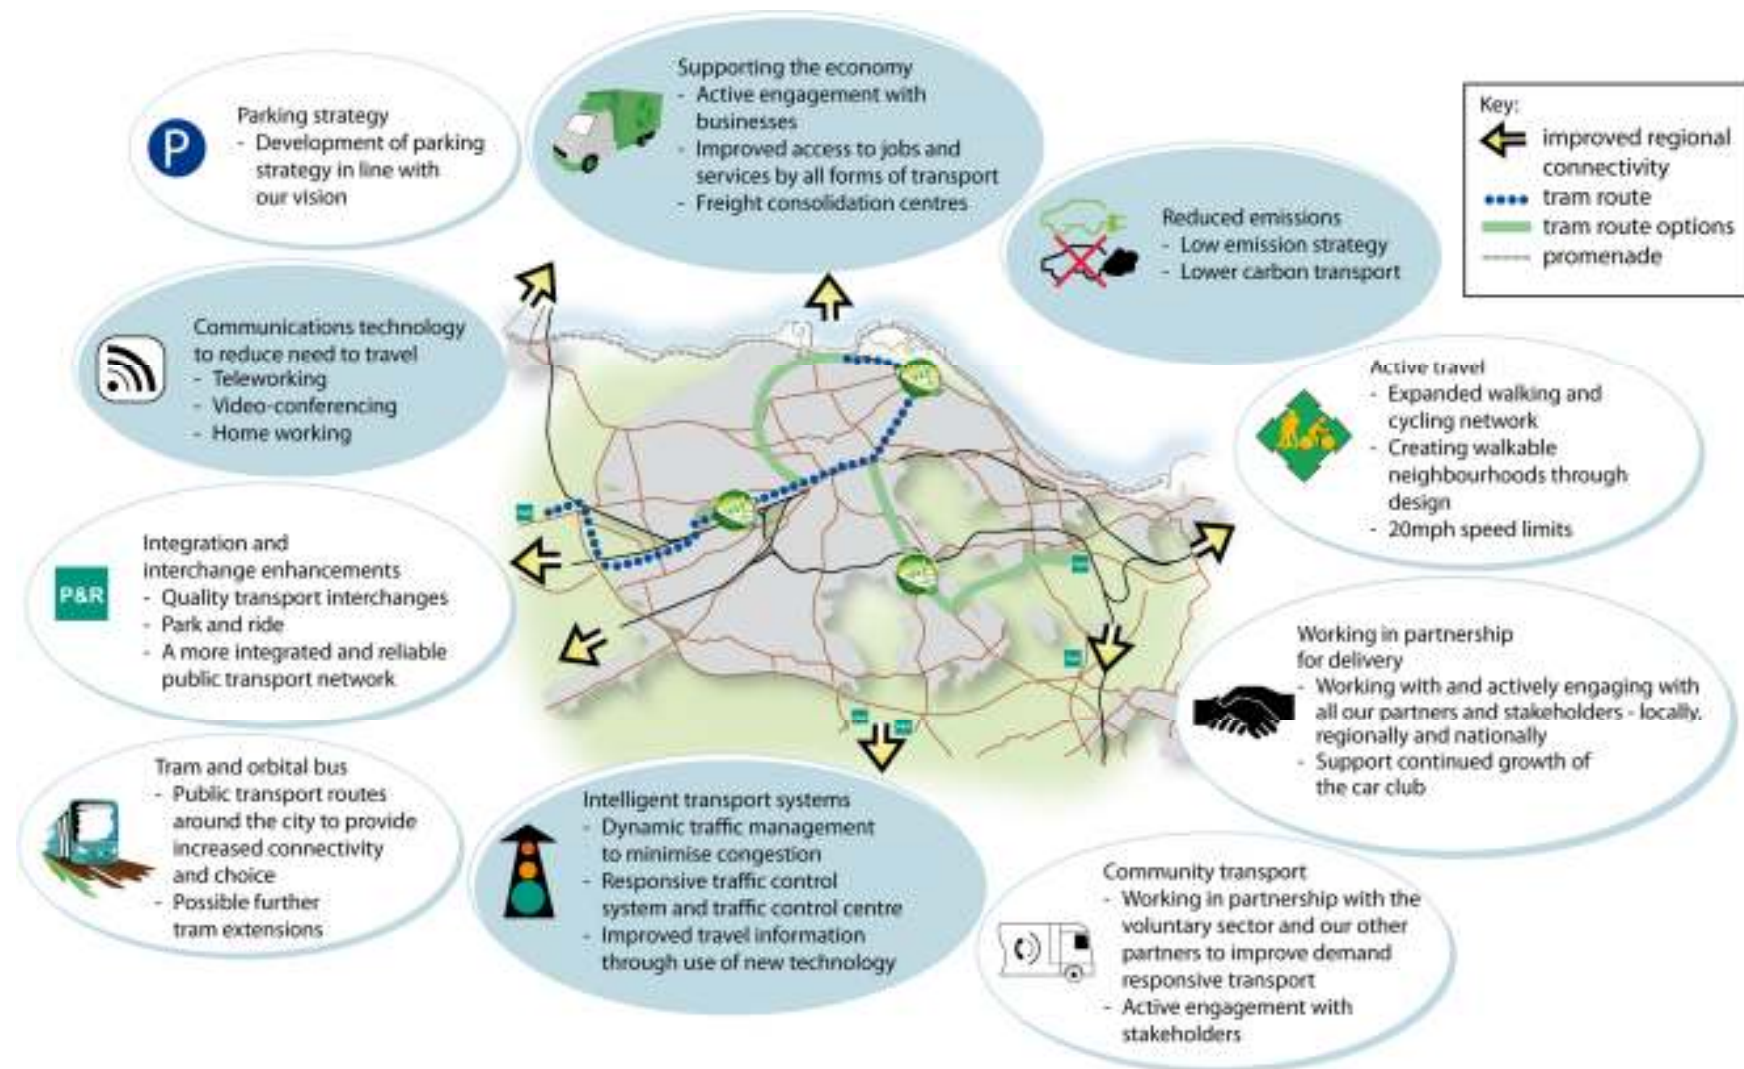 Parking strategy
- Development of parking
strategy in line with
our vision
P
Supporting the economy
- Active engagement with
businesses
- Improved access to jobs and
services by all forms of transport
- Freight consolidation centres
Reduced emissions
- Low emission strategy
- Lower carbon transport
Key:
improved regional
connectivity
tram route
tram route options
promenade
Communications technology
to reduce need to travel
- Teleworking
- Video-conferencing
- Home working
Active travel
- Expanded walking and
cycling network
- Creating walkable
neighbourhoods through
design
- 20mph speed limits
Integration and
interchange enhancements
- Quality transport interchanges
- Park and ride
- A more integrated and reliable
public transport network
P&R
Working in partnership
for delivery
- Working with and actively engaging with
all our partners and stakeholders - locally,
regionally and nationally
- Support continued growth of
the car club
Tram and orbital bus
- Public transport routes
around the city to provide
increased connectivity
and choice
- Possible further
tram extensions
Intelligent transport systems
- Dynamic traffic management
to minimise congestion
- Responsive traffic control
system and traffic control centre
- Improved travel information
through use of new technology
Community transport
- Working in partnership with the
voluntary sector and our other
partners to improve demand
responsive transport
- Active engagement with
stakeholders